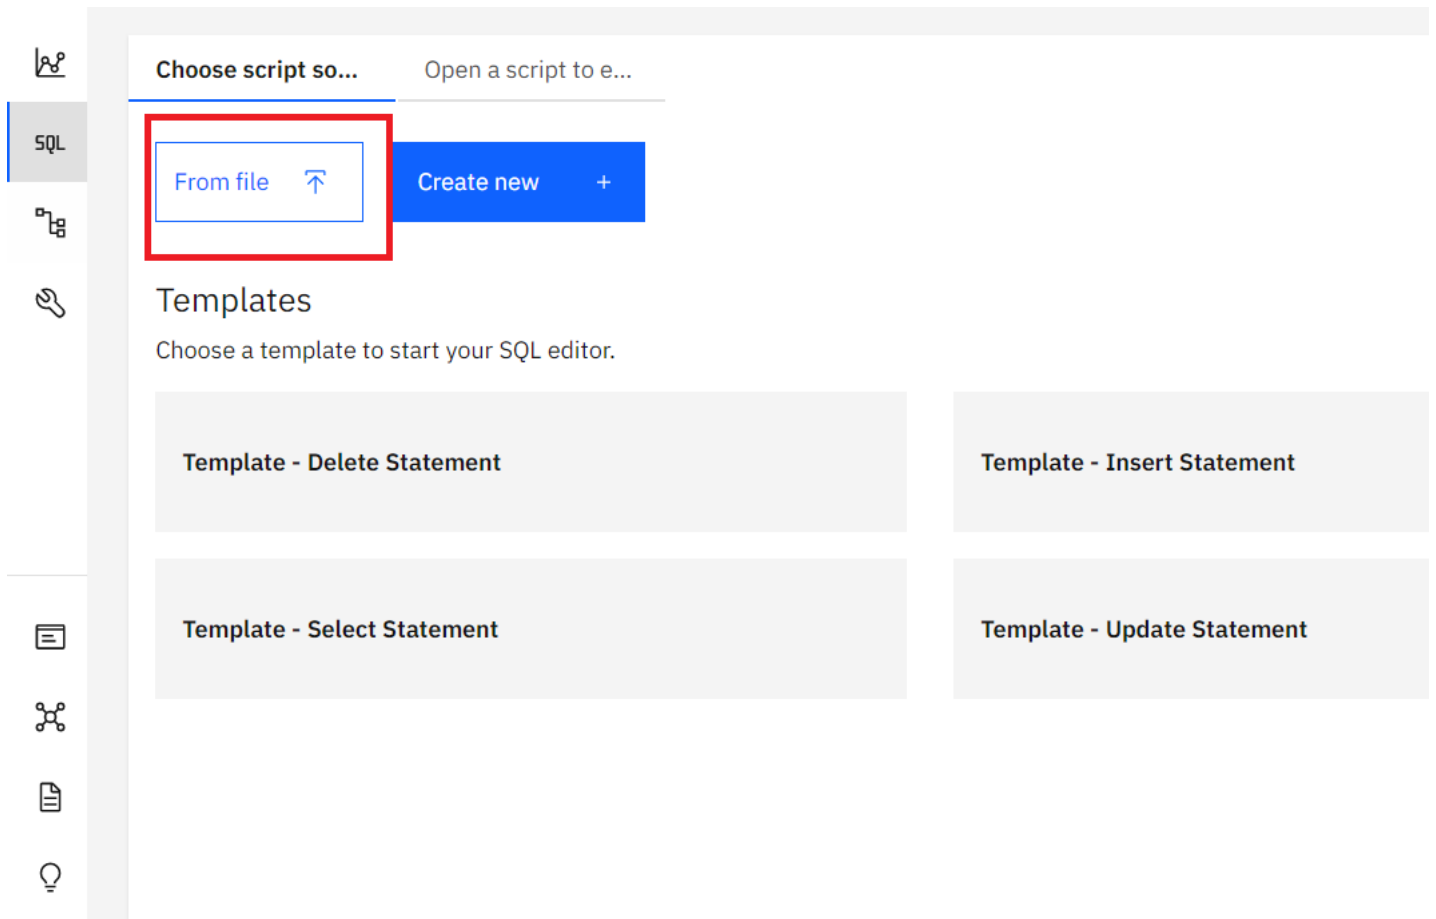 Choose script so...
Open a script to e...
SQL
From file
Create new +
Templates
Choose a template to start your SQL editor.
Template - Delete Statement
Template - Insert Statement
Template - Select Statement
Template - Update Statement